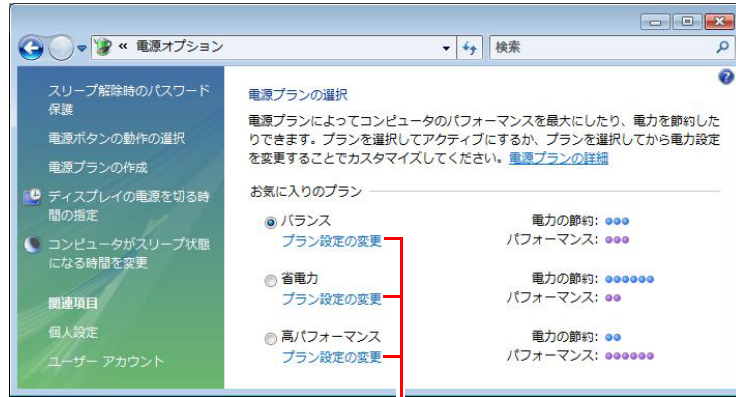 « 電源オプション
検索
スリープ解除時のパスワード
保護
電源ボタンの動作の選択
電源プランの作成
ディスプレイの電源を切る時
間の指定
コンピュータがスリープ状態
になる時間を変更
関連項目
個人設定
ユーザー アカウント
電源プランの選択
電源プランによってコンピュータのパフォーマンスを最大にしたり、電力を節約した
りできます。プランを選択してアクティブにするか、プランを選択してから電力設定
を変更することでカスタマイズしてください。電源プランの詳細
お気に入りのプラン
バランス 電力の節約:
プラン設定の変更 パフォーマンス:
省電力 電力の節約:
プラン設定の変更 パフォーマンス:
高パフォーマンス 電力の節約:
プラン設定の変更 パフォーマンス: